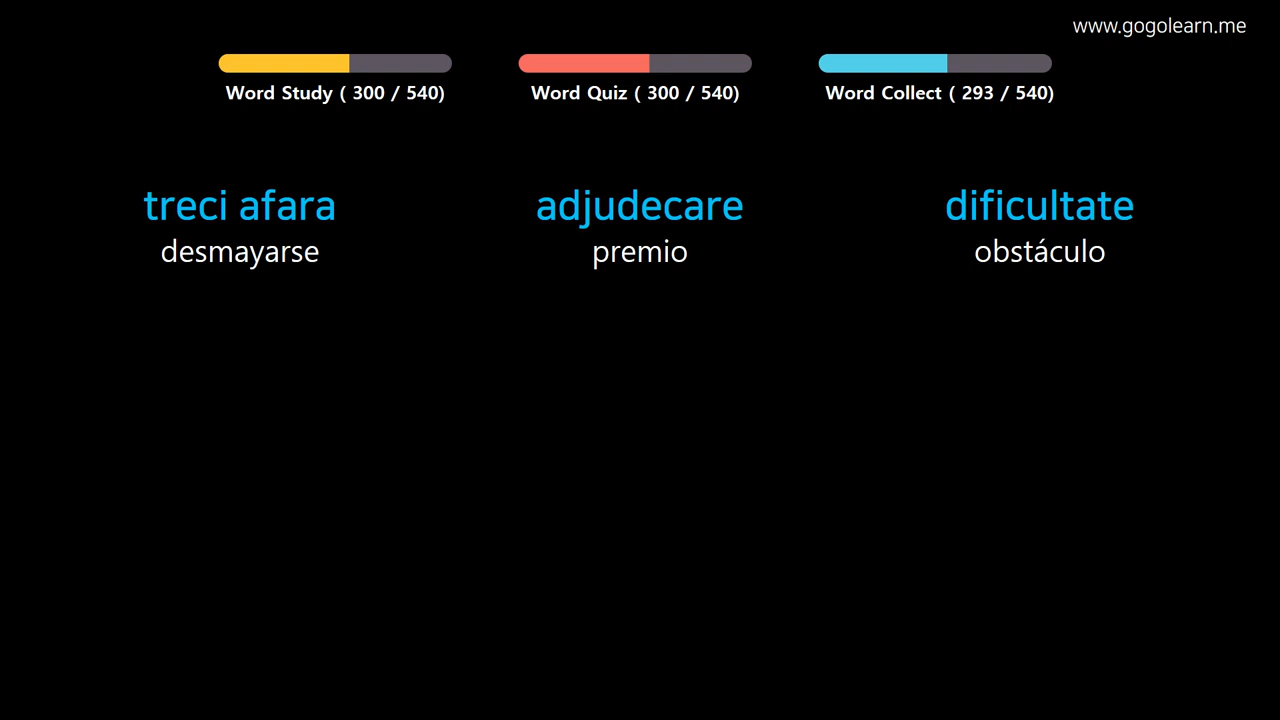 www.gogolearn.me
Word Study ( 300 / 540)
Word Quiz ( 300 / 540)
Word Collect ( 293 / 540)
treci afara
desmayarse
adjudecare
premio
dificultate
obstáculo